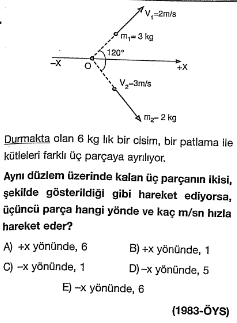 V₁=2m/s
m₁= 3 kg
120°
–X
O
+X
V₂=3m/s
m₂= 2 kg
Durmakta olan 6 kg lık bir cisim, bir patlama ile
kütleleri farklı üç parçaya ayrılıyor.
Aynı düzlem üzerinde kalan üç parçanın ikisi,
şekilde gösterildiği gibi hareket ediyorsa,
üçüncü parça hangi yönde ve kaç m/sn hızla
hareket eder?
A) +x yönünde, 6 B) +x yönünde, 1
C) –x yönünde, 1 D) –x yönünde, 5
E) –x yönünde, 6
(1983-ÖYS)